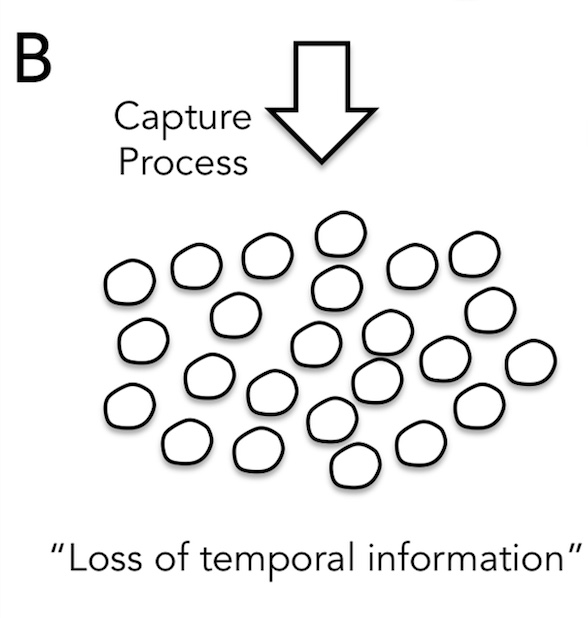 B
Capture
Process
“Loss of temporal information”